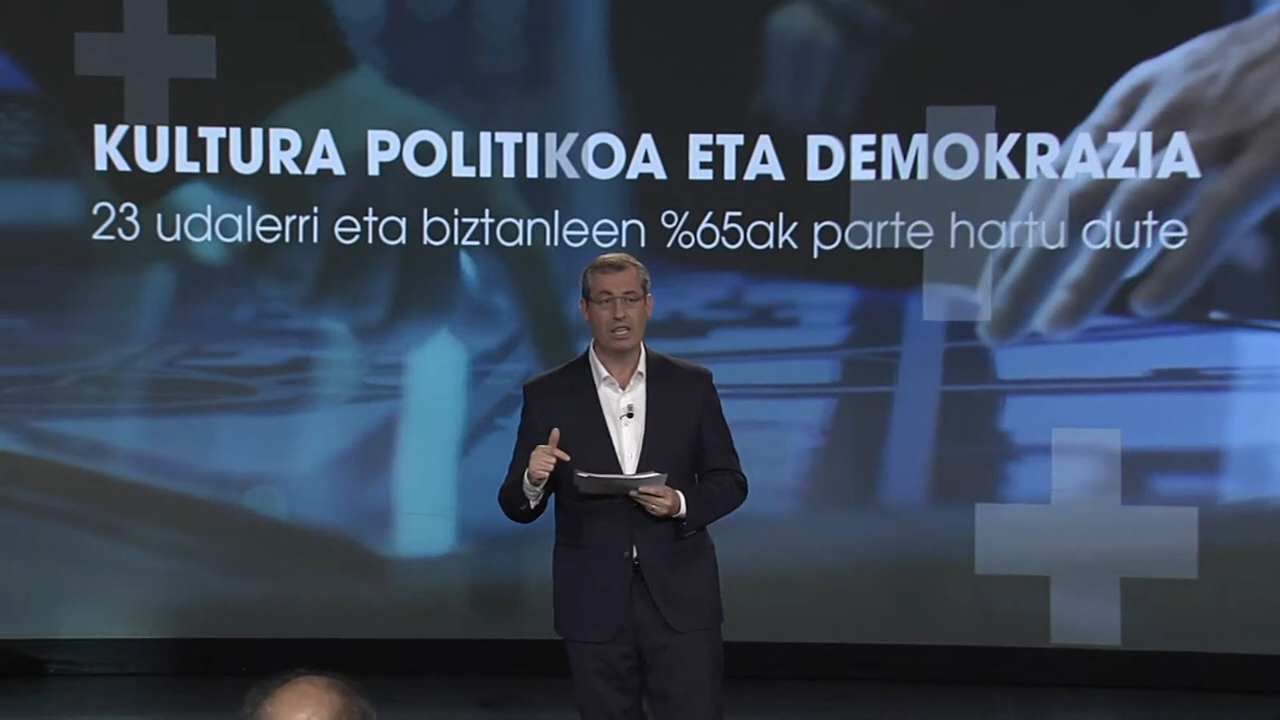 KULTURA POLITIKOA ETA DEMOKRAZIA
23 udalerri eta biztanleen %65ak parte hartu dute